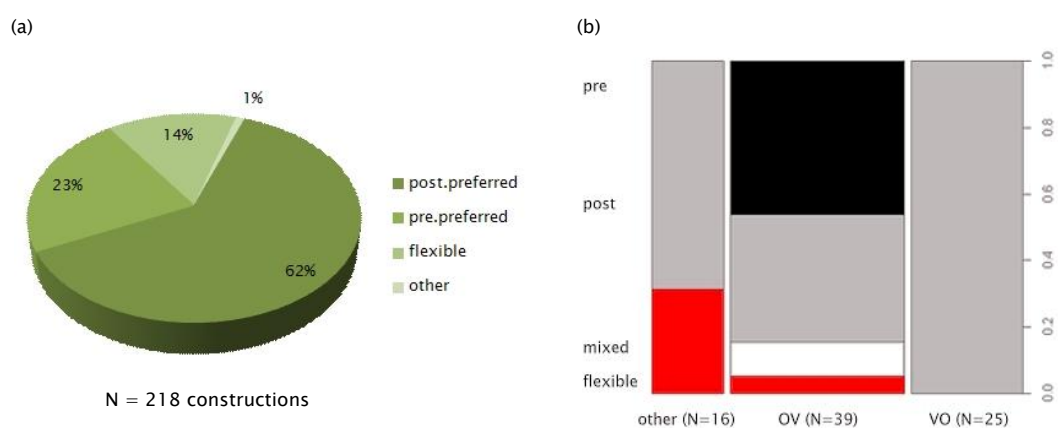 (a)
1%
14%
23%
62%
post.preferred
pre.preferred
flexible
other
N = 218 constructions
(b)
pre
post
mixed
flexible
1.0
0.8
0.6
0.4
0.2
0.0
other (N=16) OV (N=39) VO (N=25)